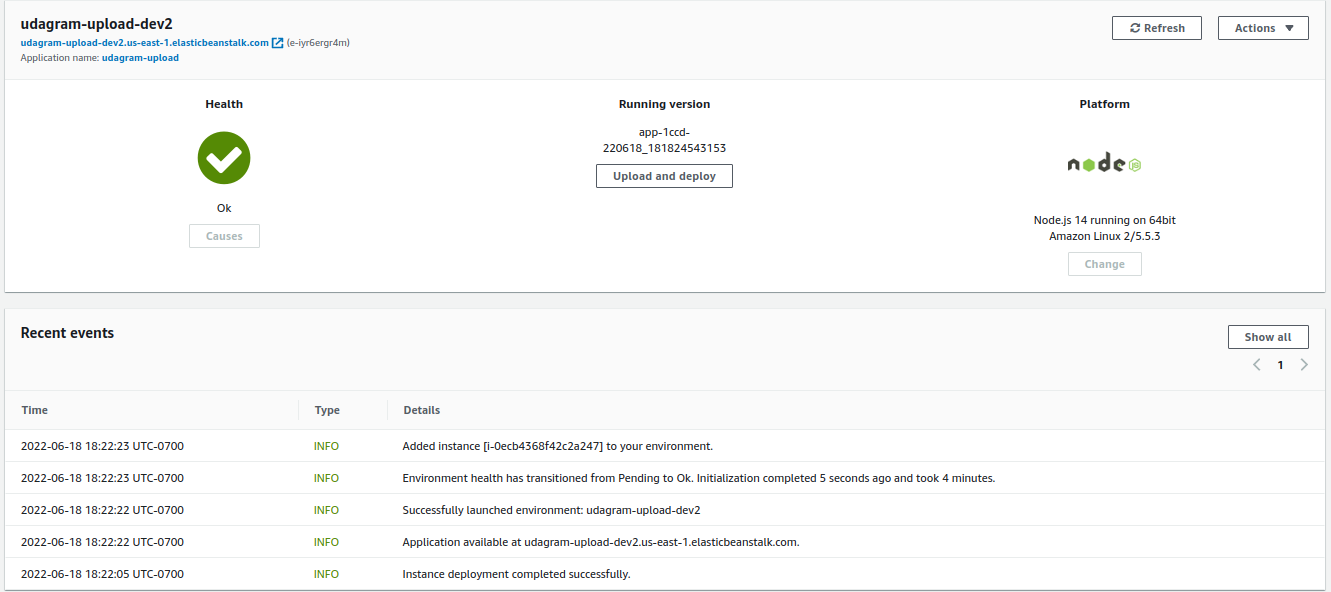 udagram-upload-dev2
udagram-upload-dev2.us-east-1.elasticbeanstalk.com (e-iyr6ergr4m)
Application name: udagram-upload
Refresh
Actions
Health
Ok
Causes
Running version
app-1ccd-
220618_181824543153
Upload and deploy
Platform
node JS
Node.js 14 running on 64bit
Amazon Linux 2/5.5.3
Change
Recent events
Show all
1
Time Type Details
2022-06-18 18:22:23 UTC-0700 INFO Added instance [i-0ecb4368f42c2a247] to your environment.
2022-06-18 18:22:23 UTC-0700 INFO Environment health has transitioned from Pending to Ok. Initialization completed 5 seconds ago and took 4 minutes.
2022-06-18 18:22:22 UTC-0700 INFO Successfully launched environment: udagram-upload-dev2
2022-06-18 18:22:22 UTC-0700 INFO Application available at udagram-upload-dev2.us-east-1.elasticbeanstalk.com.
2022-06-18 18:22:05 UTC-0700 INFO Instance deployment completed successfully.